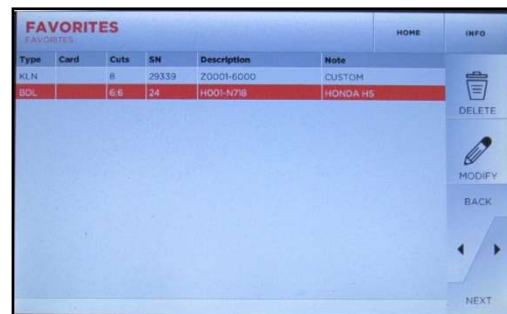 FAVORITES
FAVORITES
HOME
INFO
Type Card Cuts SN Description Note
KLN 8 29339 Z0001-6000 CUSTOM
BDL 6:6 24 H001-N718 HONDA HS
DELETE
MODIFY
BACK
NEXT